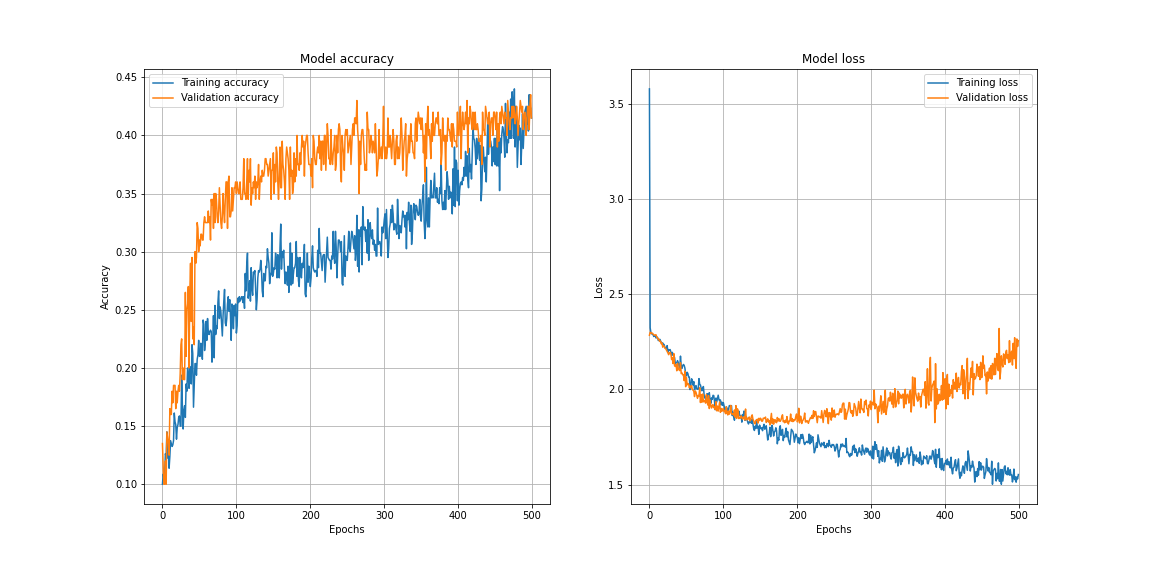 Model accuracy
Training accuracy
Validation accuracy
0.45
0.40
0.35
0.30
0.25
0.20
0.15
0.10
Accuracy
0 100 200 300 400 500
Epochs
Model loss
Training loss
Validation loss
3.5
3.0
2.5
2.0
1.5
Loss
0 100 200 300 400 500
Epochs